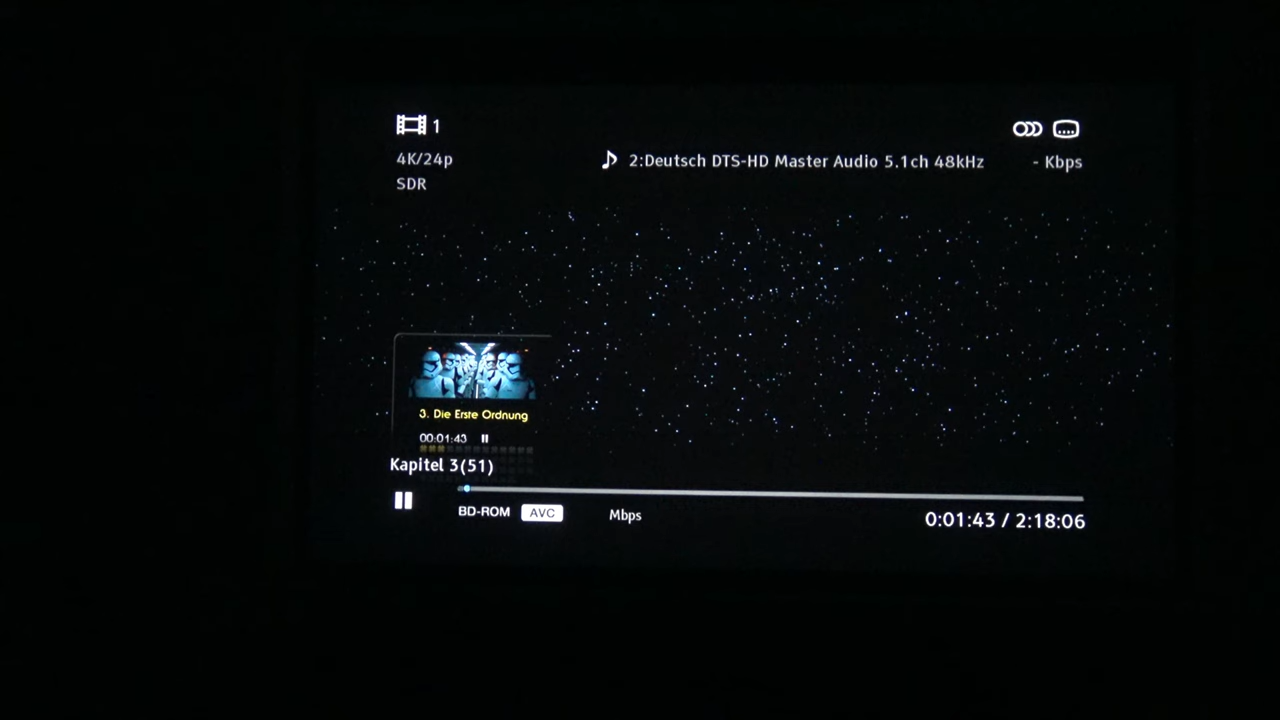 1
4K/24p
2:Deutsch DTS-HD Master Audio 5.1ch 48kHz - Kbps
SDR
3. Die Erste Ordnung
00:01:43
Kapitel 3(51)
BD-ROM AVC Mbps
0:01:43 / 2:18:06